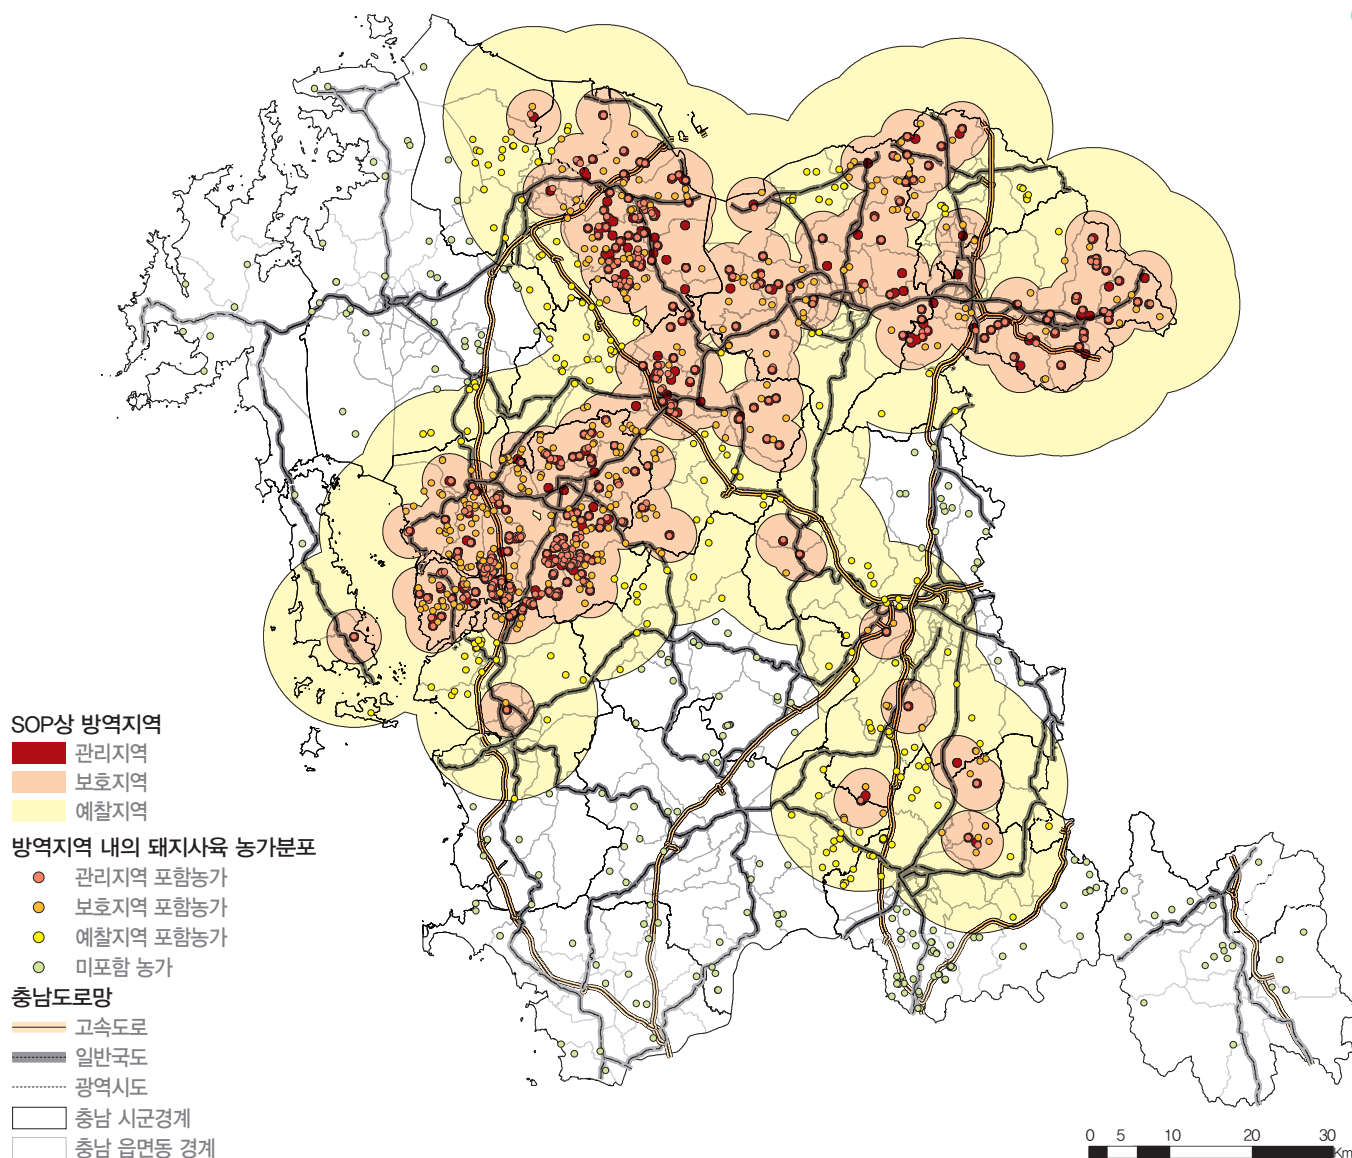 SOP상 방역지역
관리지역
보호지역
예찰지역
방역지역 내의 돼지사육 농가분포
관리지역 포함농가
보호지역 포함농가
예찰지역 포함농가
미포함 농가
충남도로망
고속도로
일반국도
광역시도
충남 시군경계
충남 읍면동 경계
0 5 10 20 30
Km